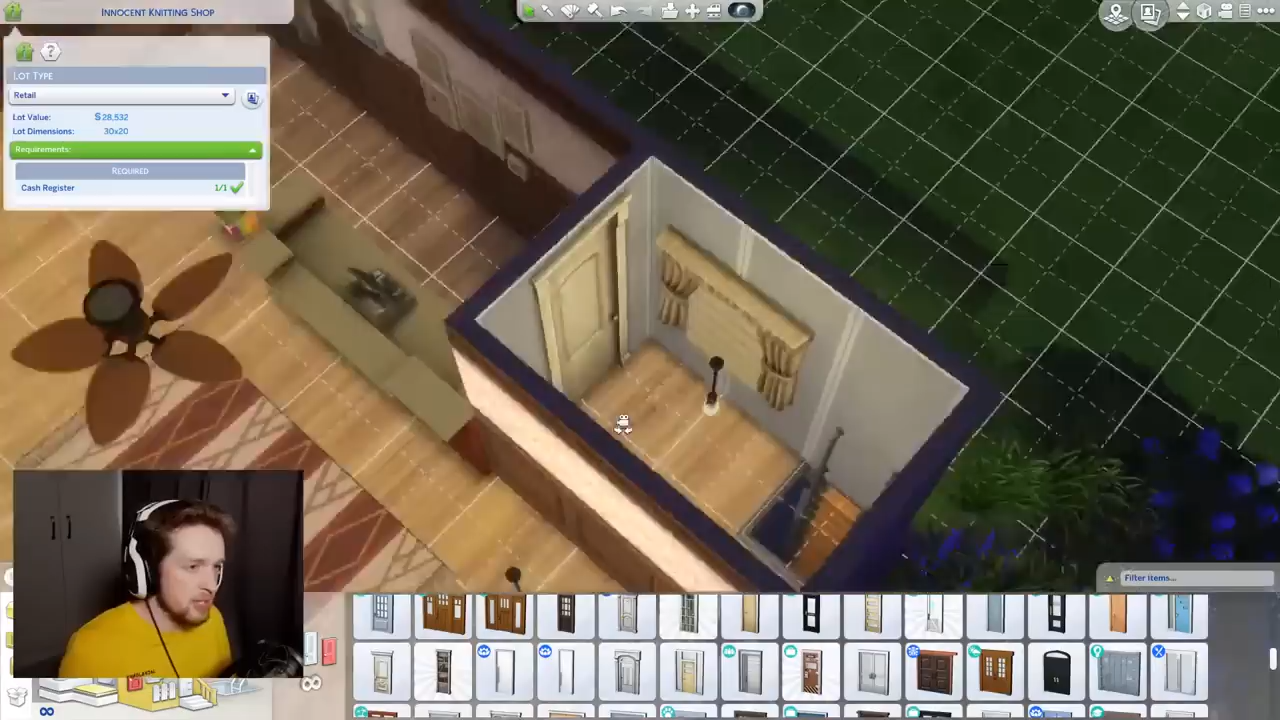 INNOCENT KNITTING SHOP
LOT TYPE
Retail
Lot Value: §28,532
Lot Dimensions: 30x20
Requirements:
REQUIRED
Cash Register 1/1
Filter items...